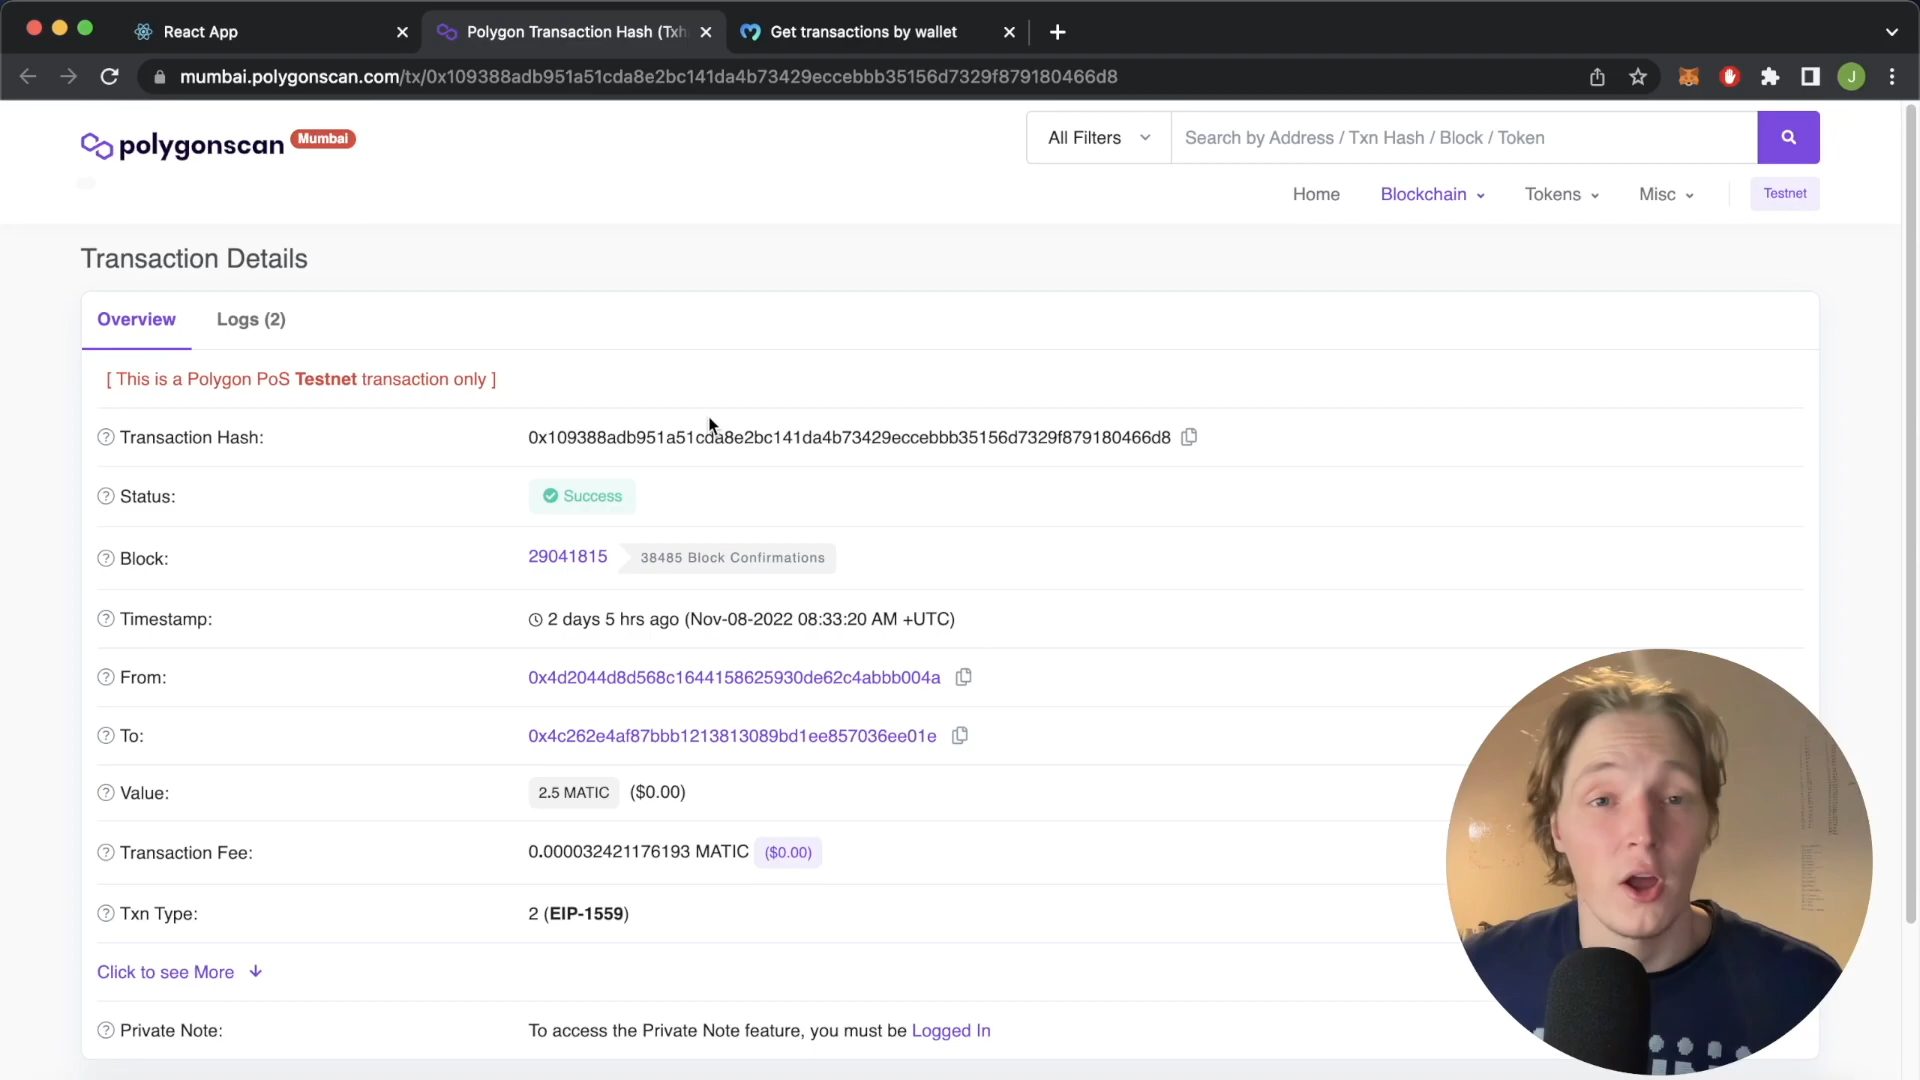 React App
Polygon Transaction Hash (Txh
Get transactions by wallet
mumbai.polygonscan.com/tx/0x109388adb951a51cda8e2bc141da4b73429eccebbb35156d7329f879180466d8
J
polygonscan Mumbai
All Filters
Search by Address / Txn Hash / Block / Token
Home Blockchain Tokens Misc Testnet
Transaction Details
Overview Logs (2)
[ This is a Polygon PoS Testnet transaction only ]
Transaction Hash: 0x109388adb951a51cda8e2bc141da4b73429eccebbb35156d7329f879180466d8
Status: Success
Block: 29041815 38485 Block Confirmations
Timestamp: 2 days 5 hrs ago (Nov-08-2022 08:33:20 AM +UTC)
From: 0x4d2044d8d568c1644158625930de62c4abbb004a
To: 0x4c262e4af87bbb1213813089bd1ee857036ee01e
Value: 2.5 MATIC ($0.00)
Transaction Fee: 0.000032421176193 MATIC ($0.00)
Txn Type: 2 (EIP-1559)
Click to see More
Private Note: To access the Private Note feature, you must be Logged In